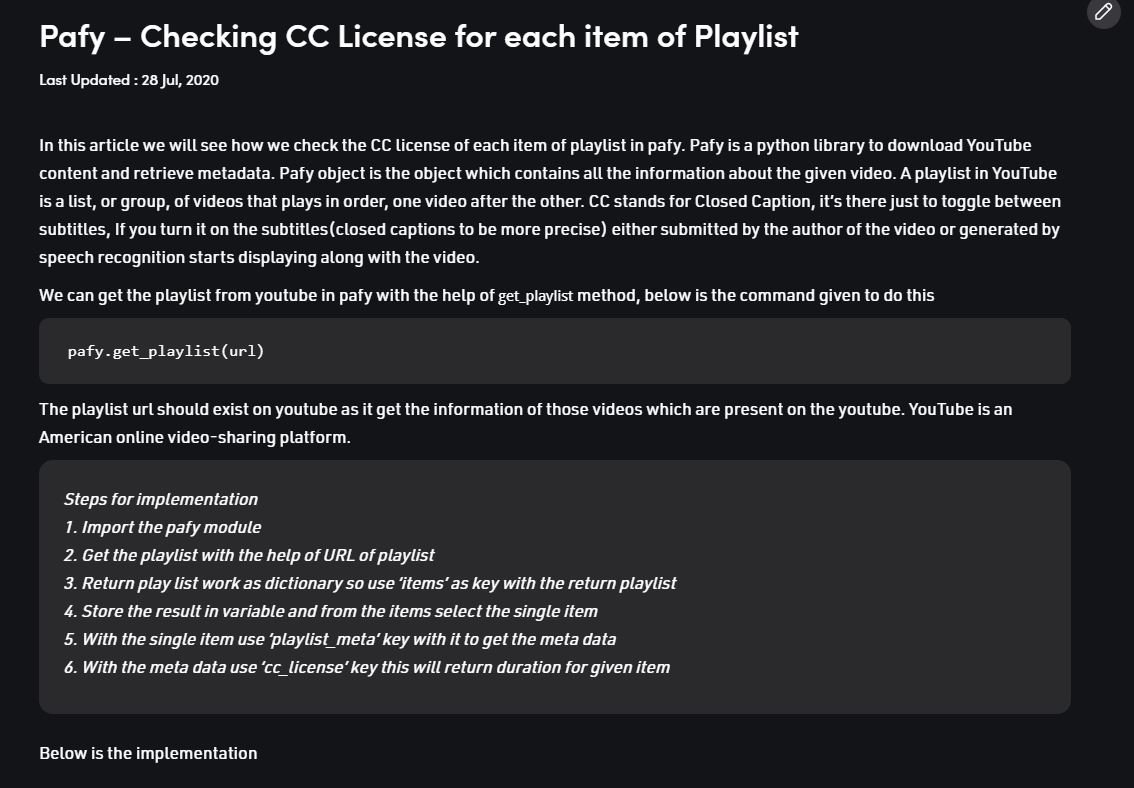 Pafy – Checking CC License for each item of Playlist
Last Updated : 28 Jul, 2020
In this article we will see how we check the CC license of each item of playlist in pafy. Pafy is a python library to download YouTube
content and retrieve metadata. Pafy object is the object which contains all the information about the given video. A playlist in YouTube
is a list, or group, of videos that plays in order, one video after the other. CC stands for Closed Caption, it’s there just to toggle between
subtitles, If you turn it on the subtitles(closed captions to be more precise) either submitted by the author of the video or generated by
speech recognition starts displaying along with the video.
We can get the playlist from youtube in pafy with the help of get_playlist method, below is the command given to do this
pafy.get_playlist(url)
The playlist url should exist on youtube as it get the information of those videos which are present on the youtube. YouTube is an
American online video-sharing platform.
Steps for implementation
1. Import the pafy module
2. Get the playlist with the help of URL of playlist
3. Return play list work as dictionary so use ‘items’ as key with the return playlist
4. Store the result in variable and from the items select the single item
5. With the single item use ‘playlist_meta’ key with it to get the meta data
6. With the meta data use ‘cc_license’ key this will return duration for given item
Below is the implementation